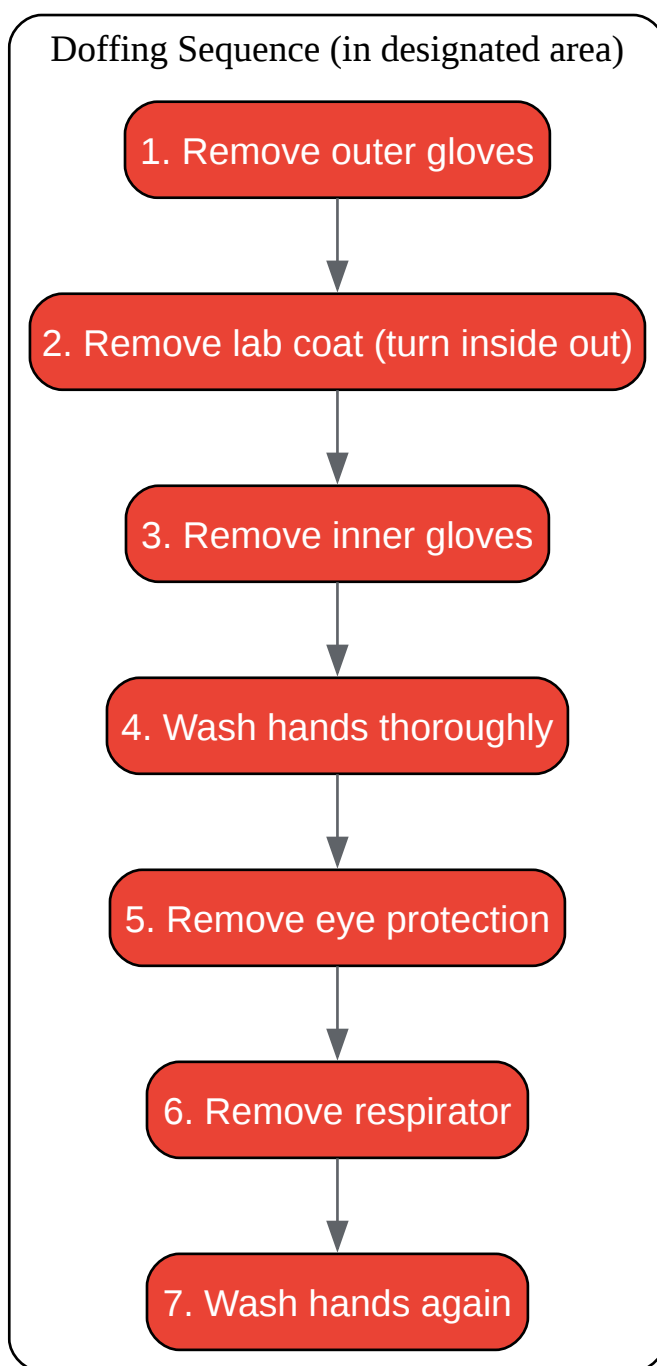 Doffing Sequence (in designated area)
1. Remove outer gloves
2. Remove lab coat (turn inside out)
3. Remove inner gloves
4. Wash hands thoroughly
5. Remove eye protection
6. Remove respirator
7. Wash hands again